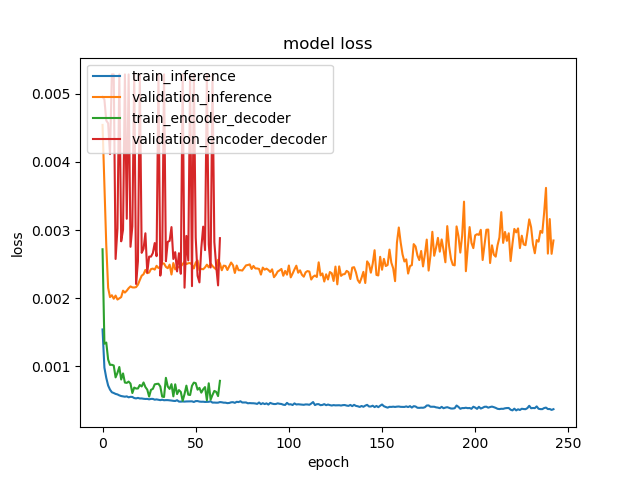 model loss
train_inference
validation_inference
train_encoder_decoder
validation_encoder_decoder
loss
0.005
0.004
0.003
0.002
0.001
0
50
100
150
200
250
epoch